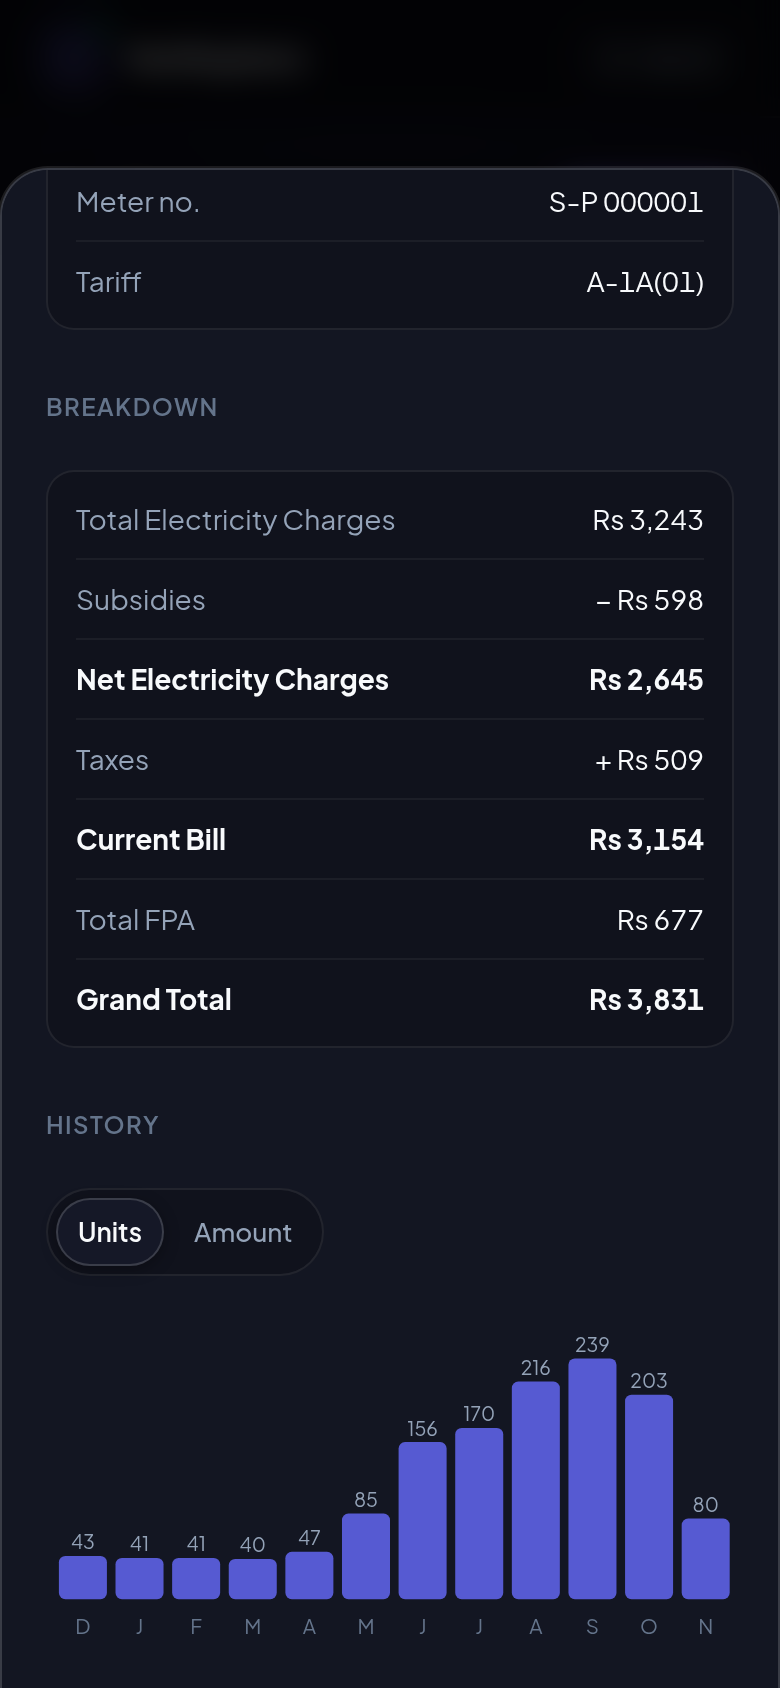 Meter no. S-P 000001
Tariff A-1A(01)
BREAKDOWN
Total Electricity Charges Rs 3,243
Subsidies – Rs 598
Net Electricity Charges Rs 2,645
Taxes + Rs 509
Current Bill Rs 3,154
Total FPA Rs 677
Grand Total Rs 3,831
HISTORY
Units Amount
43 41 41 40 47 85 156 170 216 239 203 80
D J F M A M J J A S O N